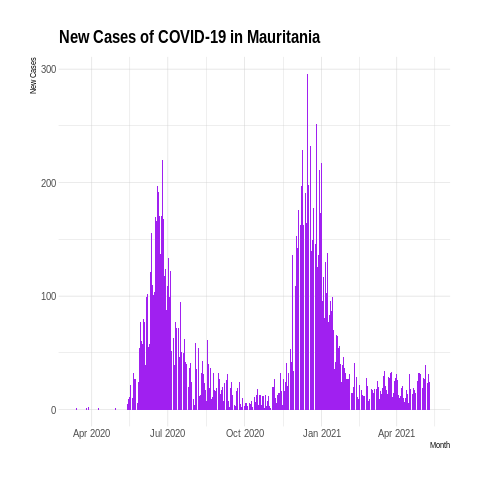 New Cases of COVID-19 in Mauritania
New Cases
300
200
100
0
Apr 2020 Jul 2020 Oct 2020 Jan 2021 Apr 2021
Month